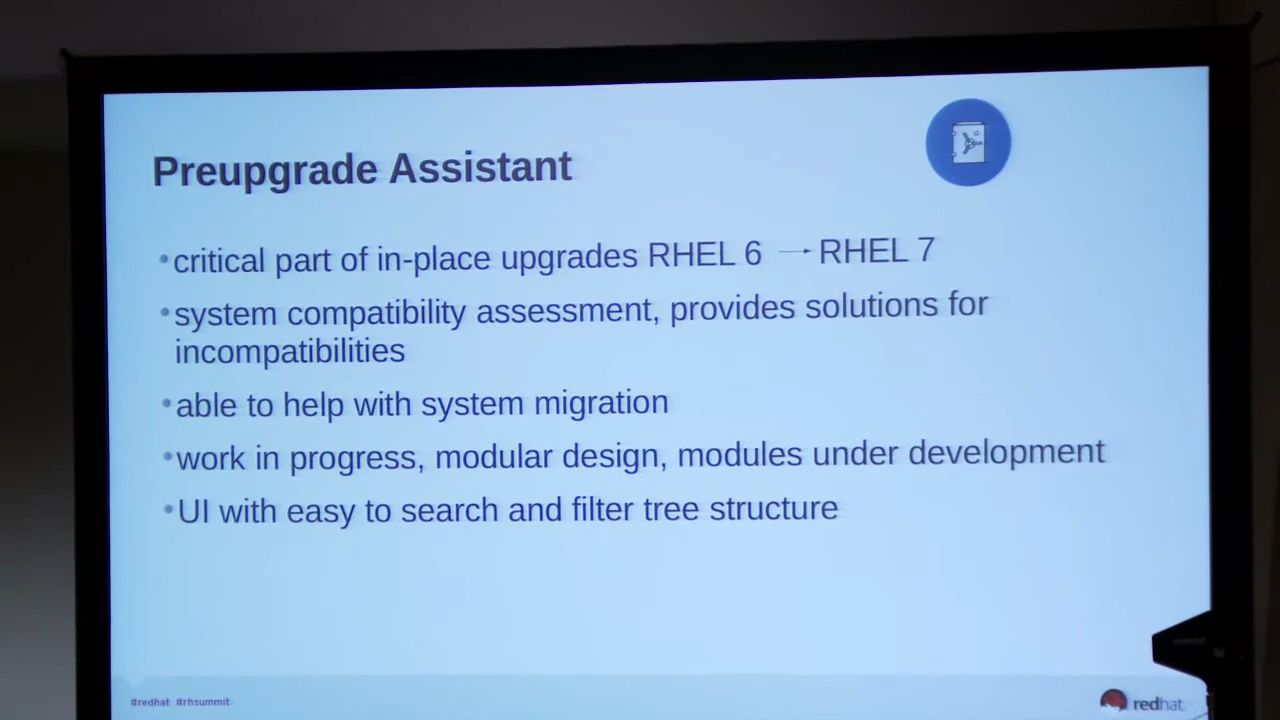 Preupgrade Assistant
•critical part of in-place upgrades RHEL 6 → RHEL 7
•system compatibility assessment, provides solutions for
incompatibilities
•able to help with system migration
•work in progress, modular design, modules under development
•UI with easy to search and filter tree structure
#redhat #rhsummit
redhat